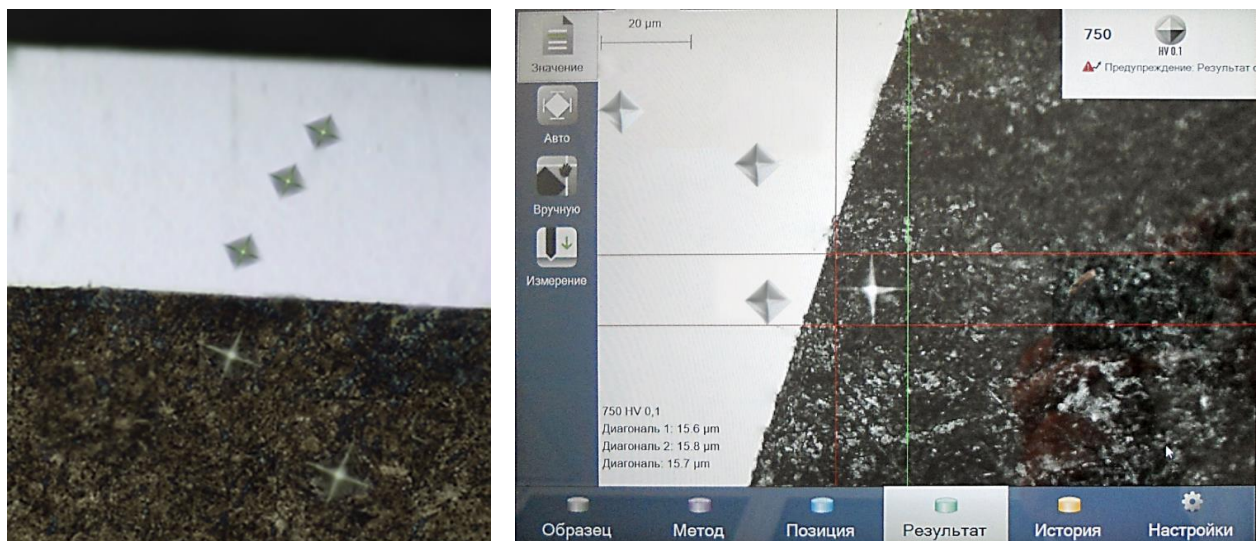 Значение
Авто
Вручную
Измерение
20 µm
750
HV 0.1
Предупреждение: Результат
750 HV 0,1
Диагональ 1: 15.6 µm
Диагональ 2: 15.8 µm
Диагональ: 15.7 µm
Образец
Метод
Позиция
Результат
История
Настройки